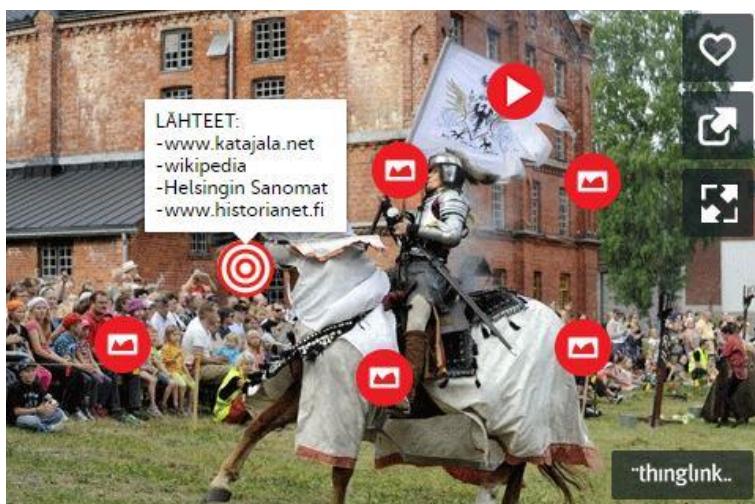 LÄHTEET:
-www.katajala.net
-wikipedia
-Helsingin Sanomat
-www.historianet.fi
¨thinglink..